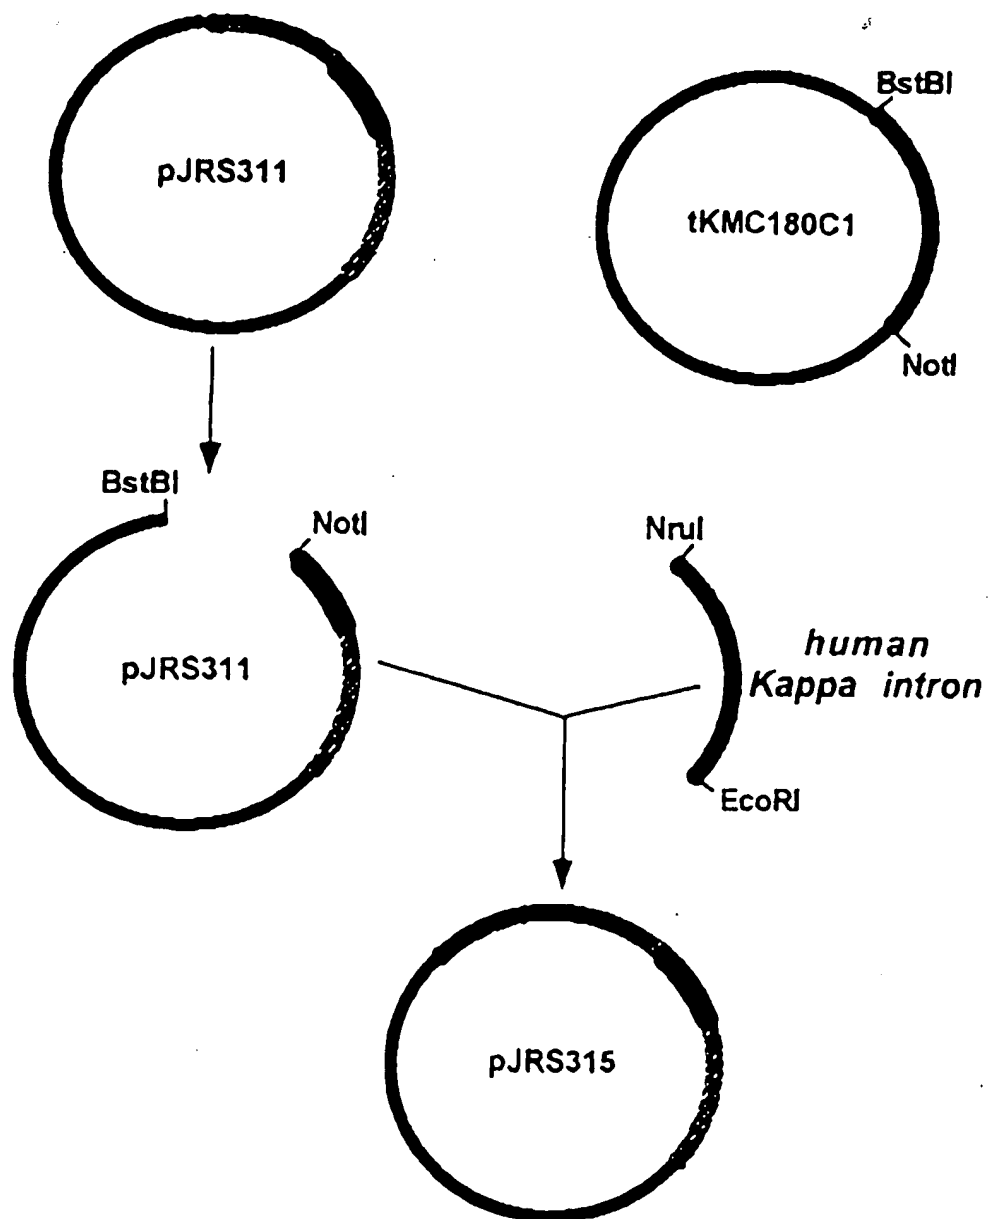 pJRS311
BstBI
tKMC180C1
NotI
BstBI
NotI
pJRS311
NruI
human
Kappa intron
EcoRI
pJRS315